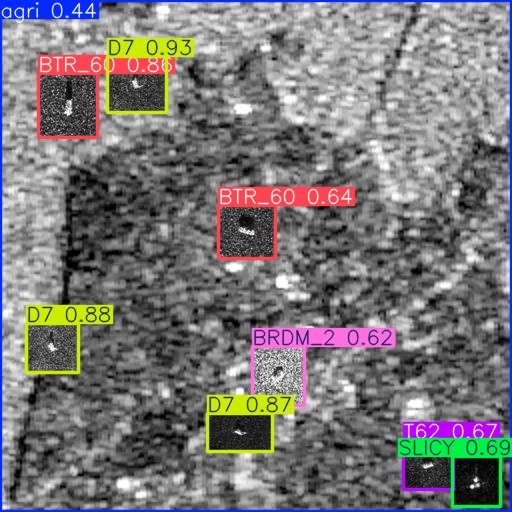 agri 0.44
D7 0.93
BTR_60 0.86
BTR_60 0.64
D7 0.88
BRDM_2 0.62
D7 0.87
T62 0.67
SLICY 0.69